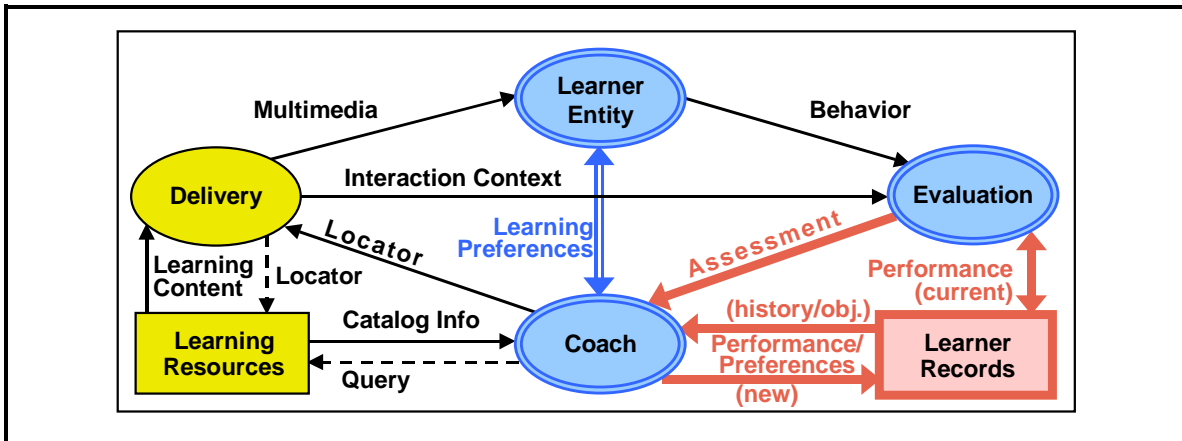 Learner
Entity
Multimedia
Behavior
Delivery
Interaction Context
Evaluation
Locator
Learning
Preferences
Assessment
Learning
Content
Locator
Performance
(current)
Learning
Resources
Catalog Info
Query
Coach
(history/obj.)
Performance/
Preferences
(new)
Learner
Records